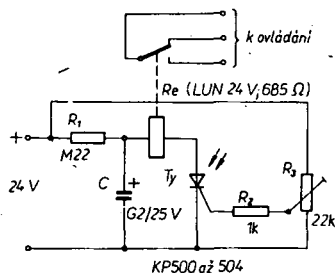 k ovládání
Re (LUN 24 V, 685 Ω)
R1
M22
Ty
R3
+
24 V
C
+
G2/25 V
R2
1k
22k
KP500 až 504